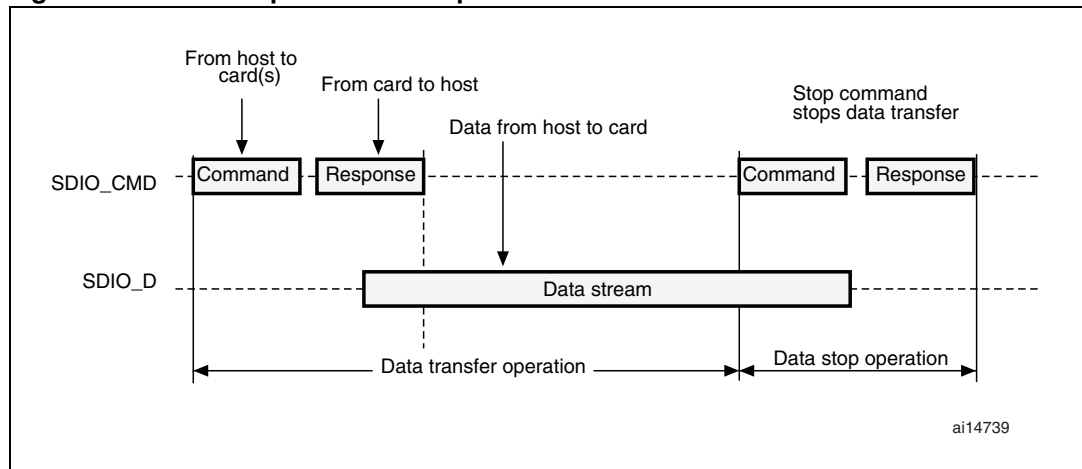 From host to
card(s)
From card to host
Data from host to card
Stop command
stops data transfer
SDIO_CMD
Command
Response
Command
Response
SDIO_D
Data stream
Data transfer operation
Data stop operation
ai14739